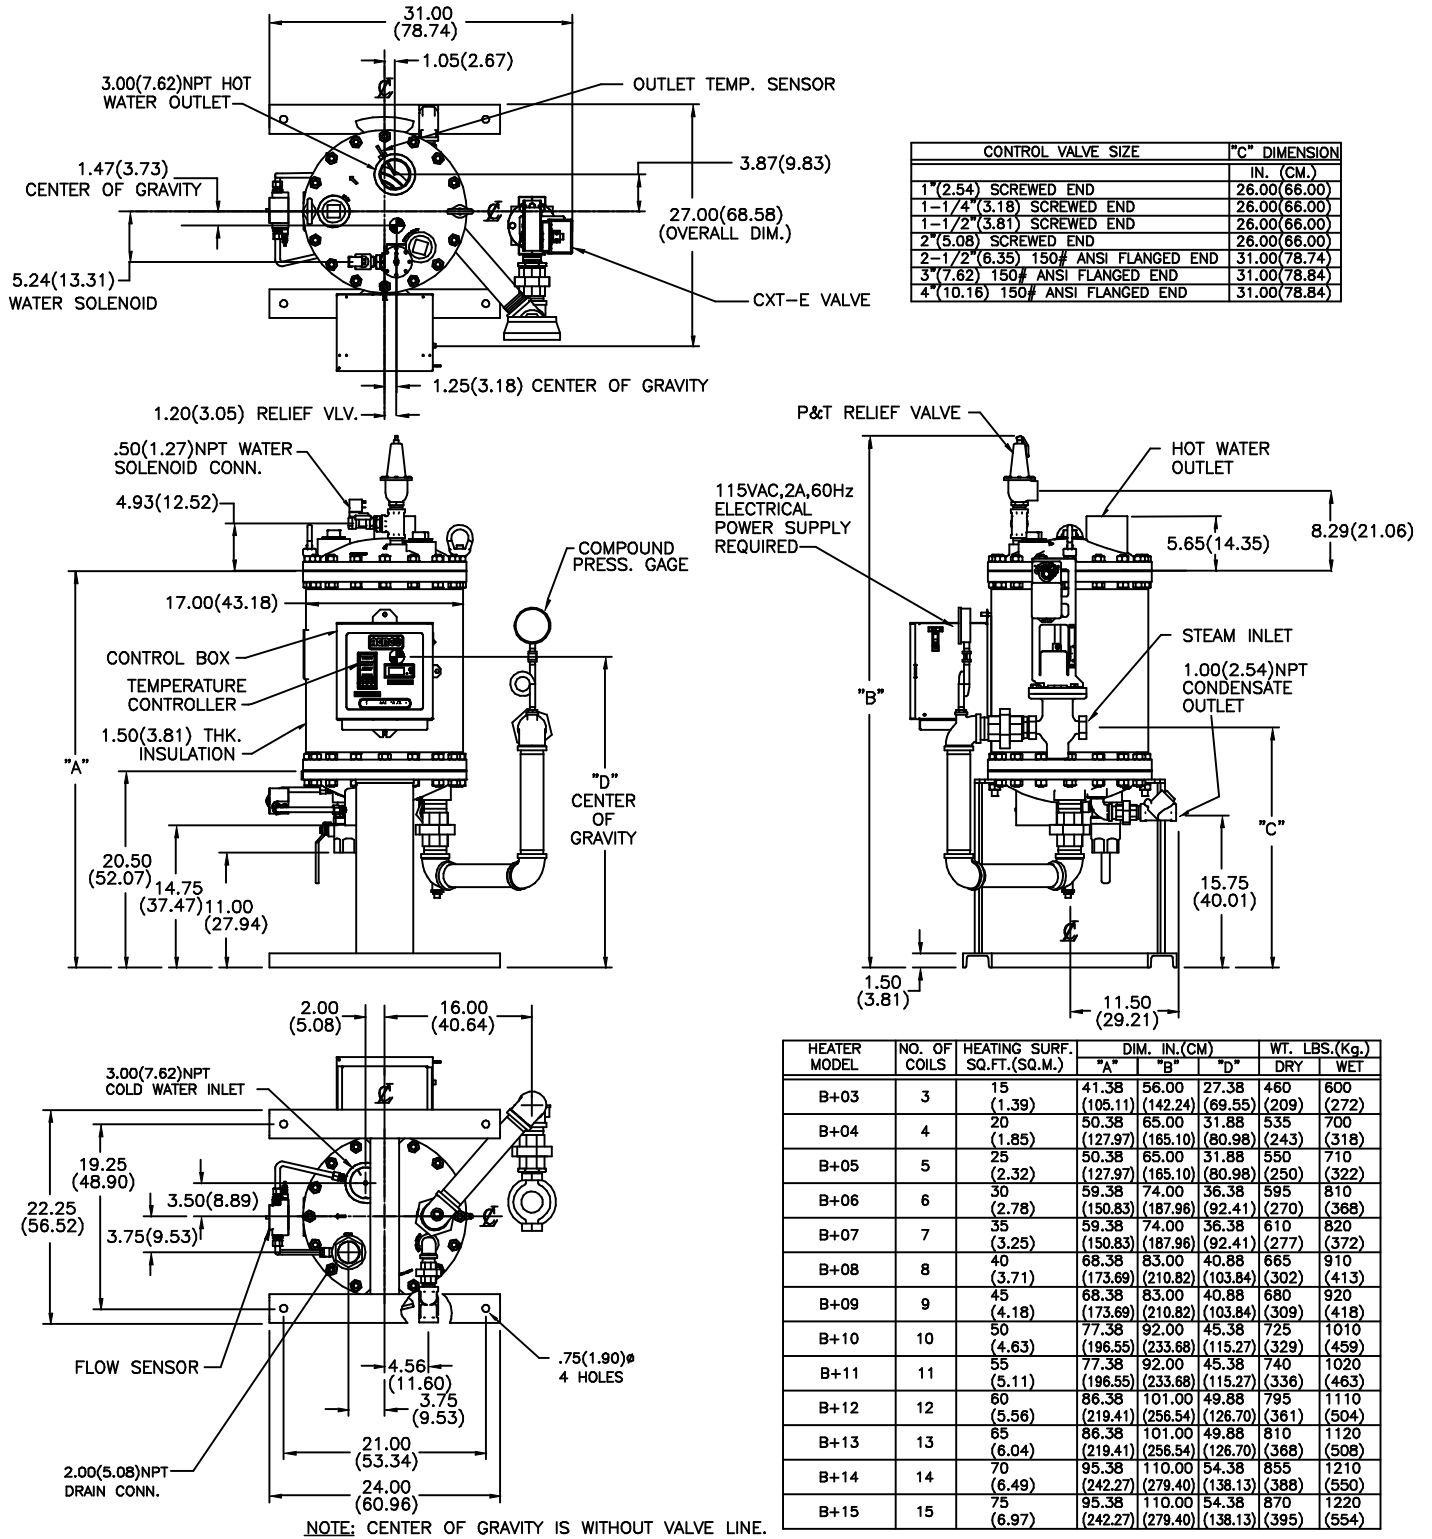 31.00
(78.74)
1.05(2.67)
3.00(7.62)NPT HOT
WATER OUTLET
OUTLET TEMP. SENSOR
1.47(3.73)
CENTER OF GRAVITY
3.87(9.83)
27.00(68.58)
(OVERALL DIM.)
5.24(13.31)
WATER SOLENOID
CXT-E VALVE
1.25(3.18) CENTER OF GRAVITY
1.20(3.05) RELIEF VLV.
CONTROL VALVE SIZE "C" DIMENSION
IN. (CM.)
1"(2.54) SCREWED END 26.00(66.00)
1-1/4"(3.18) SCREWED END 26.00(66.00)
1-1/2"(3.81) SCREWED END 26.00(66.00)
2"(5.08) SCREWED END 26.00(66.00)
2-1/2"(6.35) 150# ANSI FLANGED END 31.00(78.74)
3"(7.62) 150# ANSI FLANGED END 31.00(78.84)
4"(10.16) 150# ANSI FLANGED END 31.00(78.84)
.50(1.27)NPT WATER
SOLENOID CONN.
4.93(12.52)
COMPOUND
PRESS. GAGE
17.00(43.18)
CONTROL BOX
TEMPERATURE
CONTROLLER
1.50(3.81) THK.
INSULATION
"A"
"D"
CENTER
OF
GRAVITY
20.50
(52.07)
14.75
(37.47)
11.00
(27.94)
P&T RELIEF VALVE
HOT WATER
OUTLET
115VAC,2A,60Hz
ELECTRICAL
POWER SUPPLY
REQUIRED
5.65(14.35)
8.29(21.06)
STEAM INLET
1.00(2.54)NPT
CONDENSATE
OUTLET
"B"
"C"
15.75
(40.01)
1.50
(3.81)
11.50
(29.21)
2.00
(5.08)
16.00
(40.64)
3.00(7.62)NPT
COLD WATER INLET
19.25
(48.90)
22.25
(56.52)
3.50(8.89)
3.75(9.53)
FLOW SENSOR
4.56
(11.60)
3.75
(9.53)
.75(1.90)ø
4 HOLES
21.00
(53.34)
2.00(5.08)NPT
DRAIN CONN.
24.00
(60.96)
NOTE: CENTER OF GRAVITY IS WITHOUT VALVE LINE.
HEATER NO. OF HEATING SURF. DIM. IN.(CM) WT. LBS.(Kg.)
MODEL COILS SQ.FT.(SQ.M.) "A" "B" "D" DRY WET
B+03 3 15 41.38 56.00 27.38 460 600
(1.39) (105.11) (142.24) (69.55) (209) (272)
B+04 4 20 50.38 65.00 31.88 535 700
(1.85) (127.97) (165.10) (80.98) (243) (318)
B+05 5 25 50.38 65.00 31.88 550 710
(2.32) (127.97) (165.10) (80.98) (250) (322)
B+06 6 30 59.38 74.00 36.38 595 810
(2.78) (150.83) (187.96) (92.41) (270) (368)
B+07 7 35 59.38 74.00 36.38 610 820
(3.25) (150.83) (187.96) (92.41) (277) (372)
B+08 8 40 68.38 83.00 40.88 665 910
(3.71) (173.69) (210.82) (103.84) (302) (413)
B+09 9 45 68.38 83.00 40.88 680 920
(4.18) (173.69) (210.82) (103.84) (309) (418)
B+10 10 50 77.38 92.00 45.38 725 1010
(4.63) (196.55) (233.68) (115.27) (329) (459)
B+11 11 55 77.38 92.00 45.38 740 1020
(5.11) (196.55) (233.68) (115.27) (336) (463)
B+12 12 60 86.38 101.00 49.88 795 1110
(5.56) (219.41) (256.54) (126.70) (361) (504)
B+13 13 65 86.38 101.00 49.88 810 1120
(6.04) (219.41) (256.54) (126.70) (368) (508)
B+14 14 70 95.38 110.00 54.38 855 1210
(6.49) (242.27) (279.40) (138.13) (388) (550)
B+15 15 75 95.38 110.00 54.38 870 1220
(6.97) (242.27) (279.40) (138.13) (395) (554)